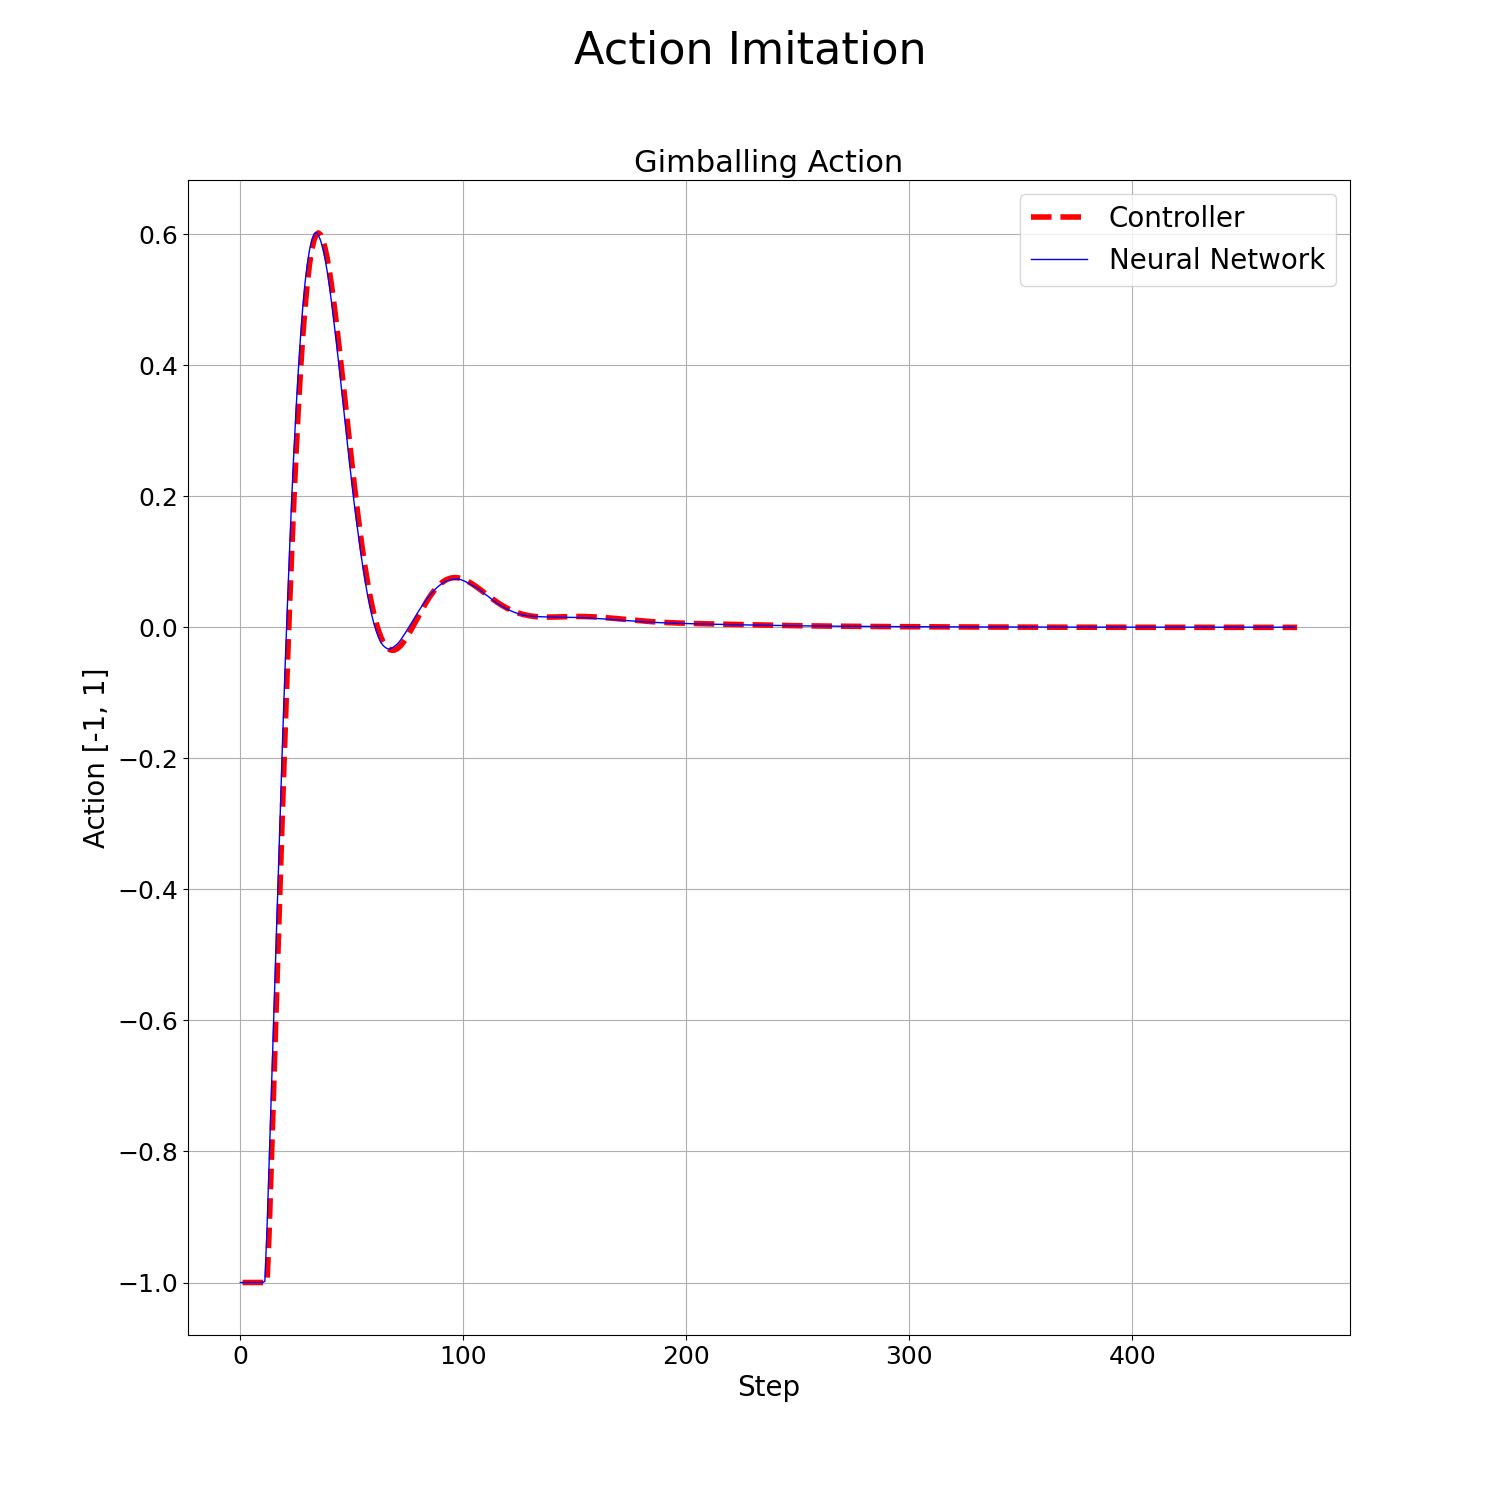 Action Imitation
Gimballing Action
Controller
Neural Network
0.6
0.4
0.2
0.0
−0.2
−0.4
−0.6
−0.8
−1.0
Action [-1, 1]
0 100 200 300 400
Step